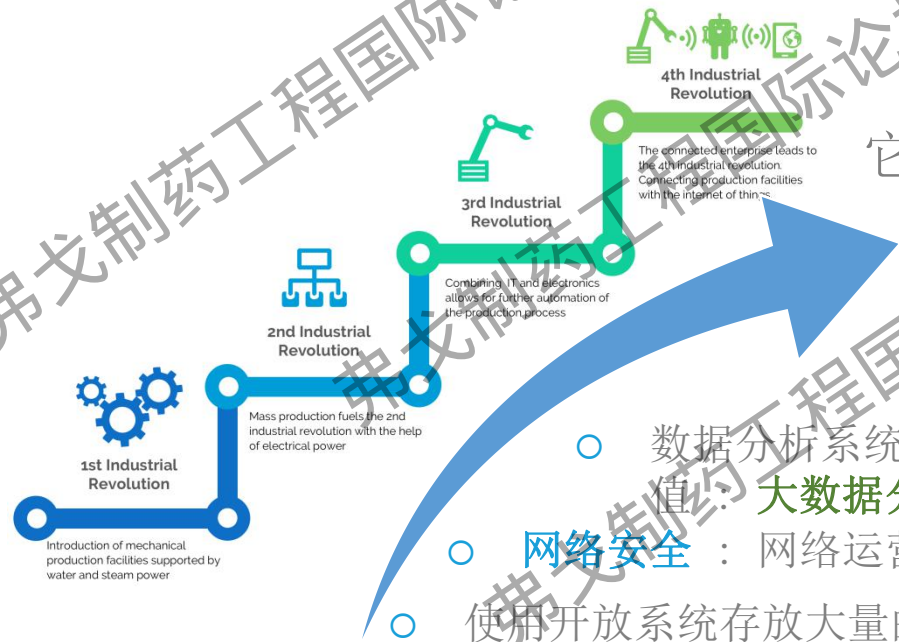 4th Industrial
Revolution
The connected enterprise leads to
the 4th industrial revolution.
Connecting production facilities
with the internet of things
它
3rd Industrial
Revolution
Combining IT and electronics
allows for further automation of
the production process
2nd Industrial
Revolution
Mass production fuels the 2nd
industrial revolution with the help
of electrical power
1st Industrial
Revolution
Introduction of mechanical
production facilities supported by
water and steam power
数据分析系统
值：大数据分
网络安全：网络运营
使用开放系统存放大量的
弗戈制药工程国际论坛
弗戈制药工程国际论坛
弗戈制药工程国